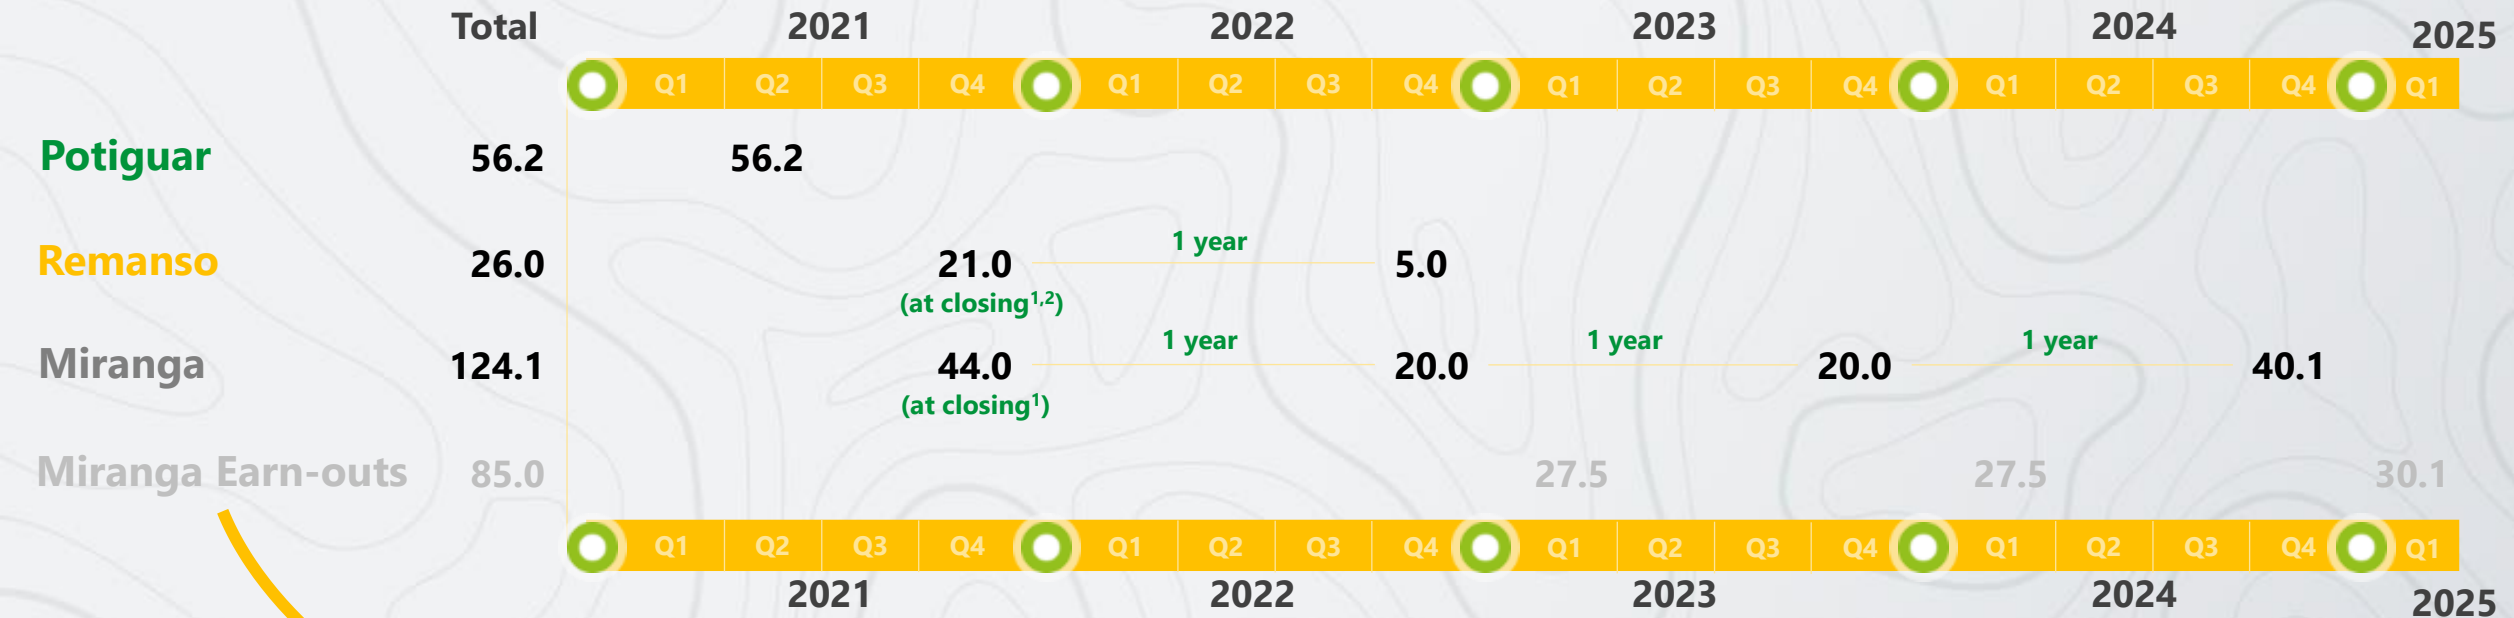 Total 2021 2022 2023 2024 2025
Q1 Q2 Q3 Q4 Q1 Q2 Q3 Q4 Q1 Q2 Q3 Q4 Q1 Q2 Q3 Q4 Q1
Potiguar 56.2 56.2
1 year
Remanso 26.0 21.0 5.0
(at closing1,2)
1 year 1 year 1 year
Miranga 124.1 44.0 20.0 20.0 40.1
(at closing1)
Miranga Earn-outs 85.0 27.5 27.5 30.1
Q1 Q2 Q3 Q4 Q1 Q2 Q3 Q4 Q1 Q2 Q3 Q4 Q1 Q2 Q3 Q4 Q1
2021 2022 2023 2024 2025